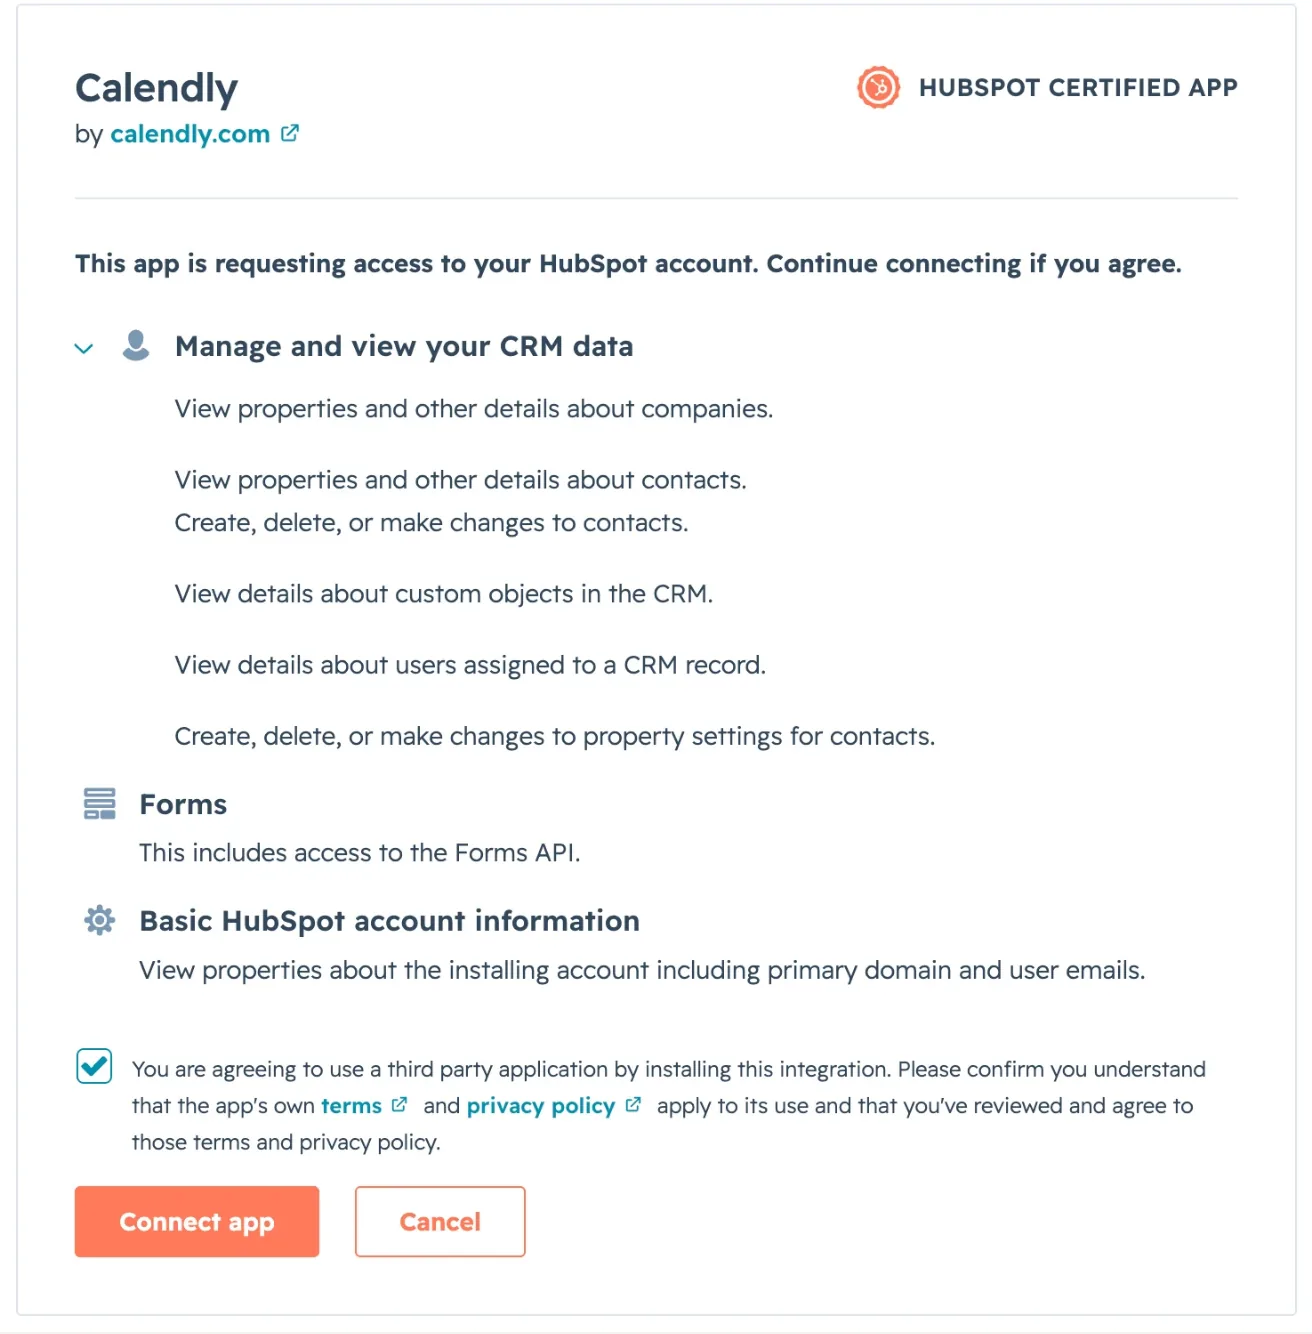 Calendly
HUBSPOT CERTIFIED APP
by calendly.com
This app is requesting access to your HubSpot account. Continue connecting if you agree.
Manage and view your CRM data
View properties and other details about companies.
View properties and other details about contacts.
Create, delete, or make changes to contacts.
View details about custom objects in the CRM.
View details about users assigned to a CRM record.
Create, delete, or make changes to property settings for contacts.
Forms
This includes access to the Forms API.
Basic HubSpot account information
View properties about the installing account including primary domain and user emails.
You are agreeing to use a third party application by installing this integration. Please confirm you understand
that the app's own terms and privacy policy apply to its use and that you've reviewed and agree to
those terms and privacy policy.
Connect app
Cancel